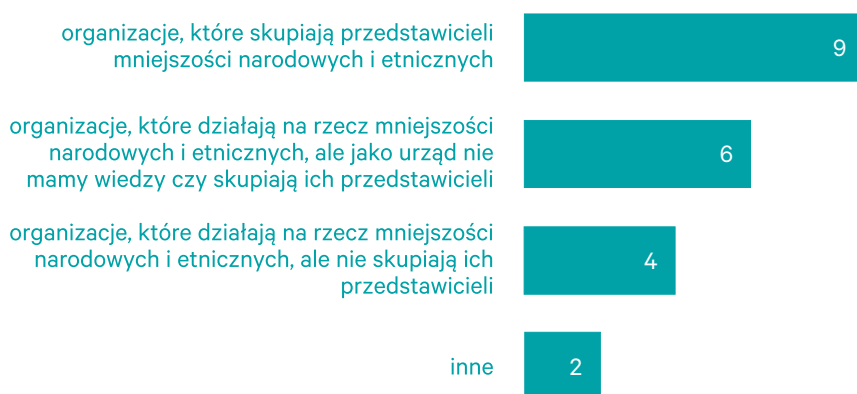 organizacje, które skupiają przedstawicieli
mniejszości narodowych i etnicznych
9
organizacje, które działają na rzecz mniejszości
narodowych i etnicznych, ale jako urząd nie
mamy wiedzy czy skupiają ich przedstawicieli
6
organizacje, które działają na rzecz mniejszości
narodowych i etnicznych, ale nie skupiają ich
przedstawicieli
4
inne
2